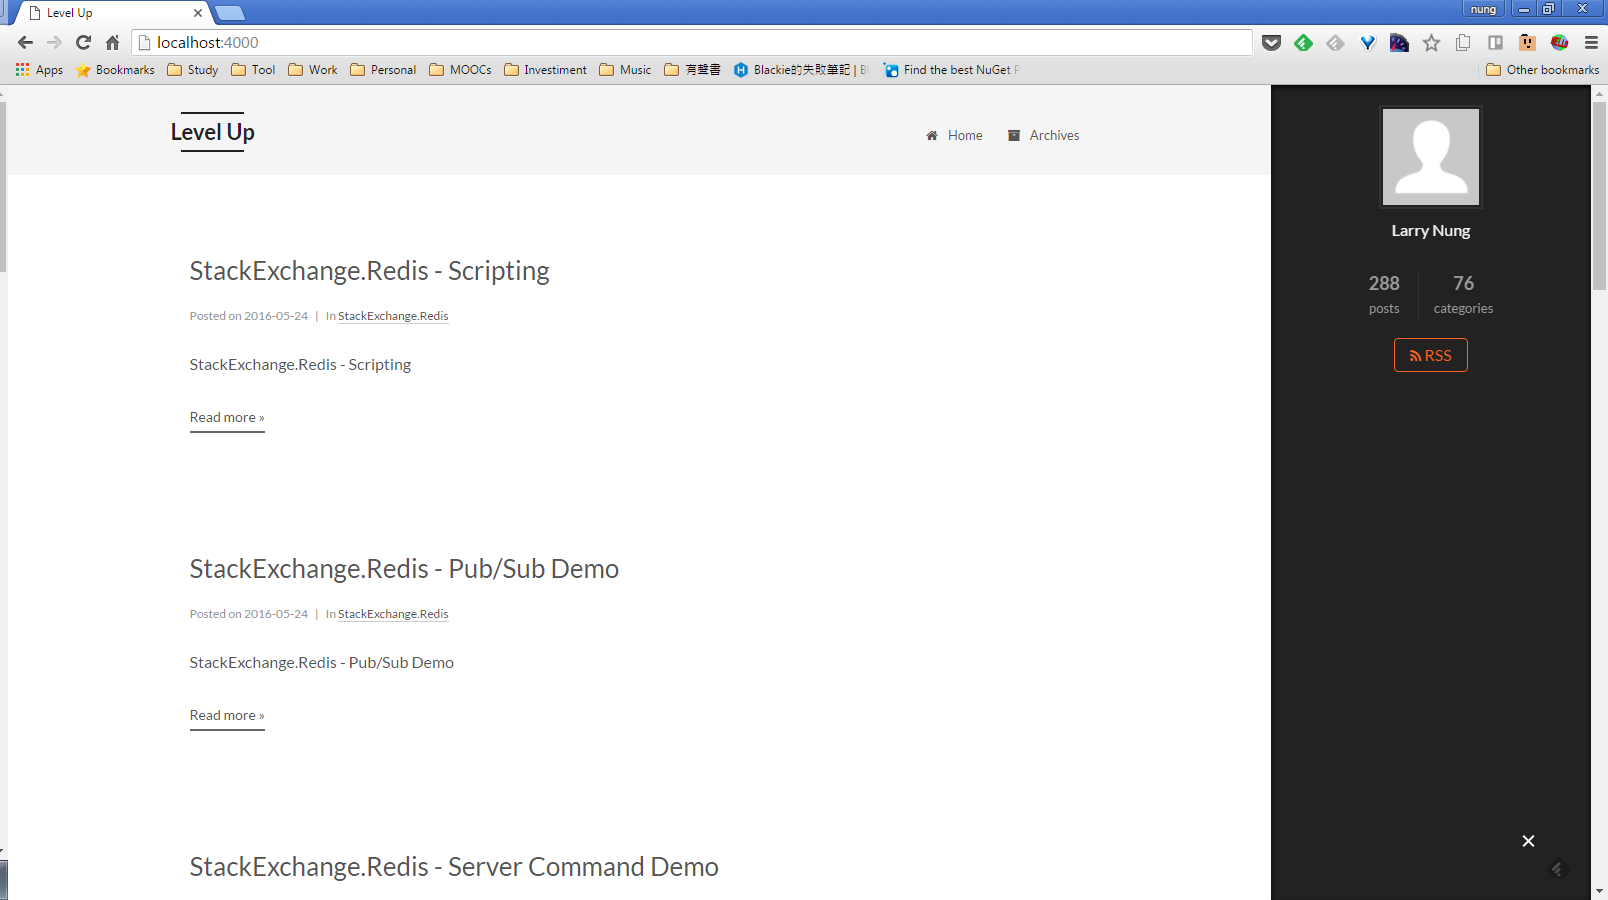 Level Up
nung
localhost:4000
Apps Bookmarks Study Tool Work Personal MOOCs Investiment Music 有聲書 Blackie的失敗筆記 | Find the best NuGet Other bookmarks
Level Up
Home Archives
StackExchange.Redis - Scripting
Posted on 2016-05-24 | In StackExchange.Redis
StackExchange.Redis - Scripting
Read more »
StackExchange.Redis - Pub/Sub Demo
Posted on 2016-05-24 | In StackExchange.Redis
StackExchange.Redis - Pub/Sub Demo
Read more »
StackExchange.Redis - Server Command Demo
Larry Nung
288 76
posts categories
RSS